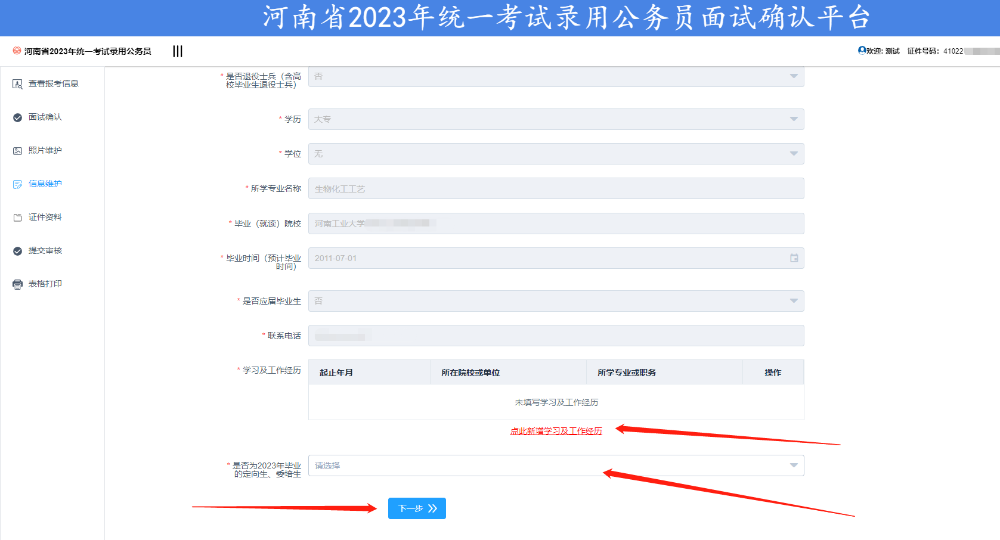 河南省2023年统一考试录用公务员面试确认平台
河南省2023年统一考试录用公务员
欢迎: 测试 证件号码: 41022
查看报考信息
面试确认
照片维护
信息维护
证件资料
提交审核
表格打印
* 是否退役士兵（含高
校毕业生退役士兵）
否
* 学历
大专
* 学位
无
* 所学专业名称
生物化工工艺
* 毕业（就读）院校
河南工业大学
* 毕业时间（预计毕业
时间）
2011-07-01
* 是否应届毕业生
否
* 联系电话
* 学习及工作经历
起止年月 所在院校或单位 所学专业或职务 操作
未填写学习及工作经历
点此新增学习及工作经历
* 是否为2023年毕业
的定向生、委培生
请选择
下一步